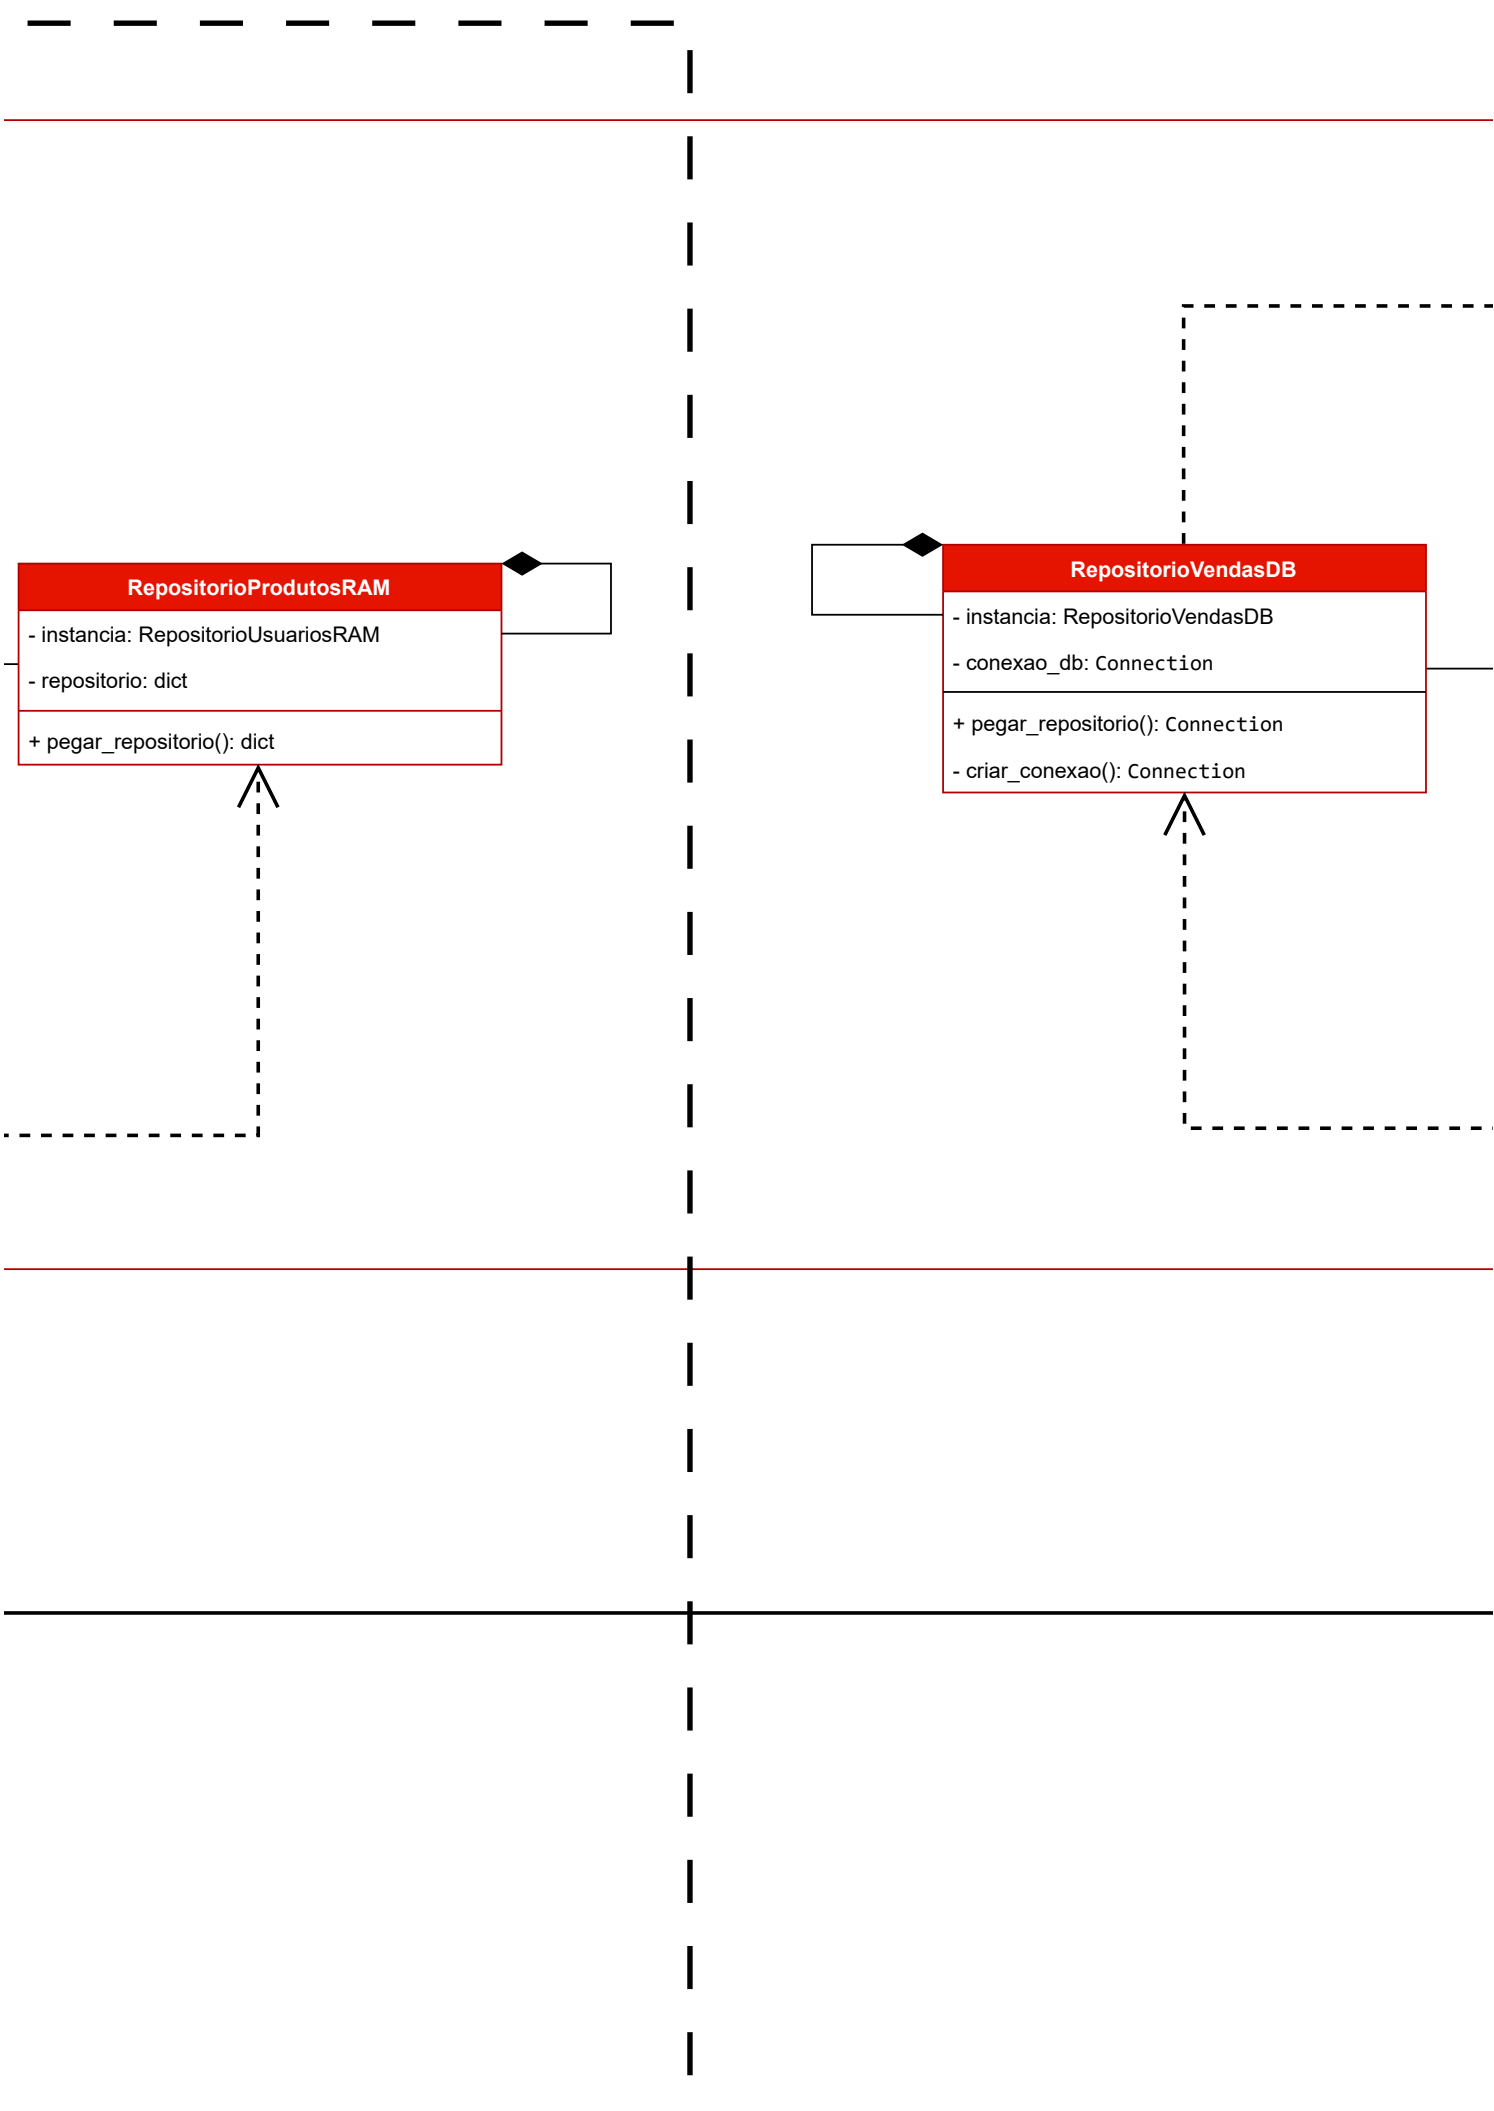 RepositorioProdutosRAM
- instancia: RepositorioUsuariosRAM
- repositorio: dict
+ pegar_repositorio(): dict
RepositorioVendasDB
- instancia: RepositorioVendasDB
- conexao_db: Connection
+ pegar_repositorio(): Connection
- criar_conexao(): Connection